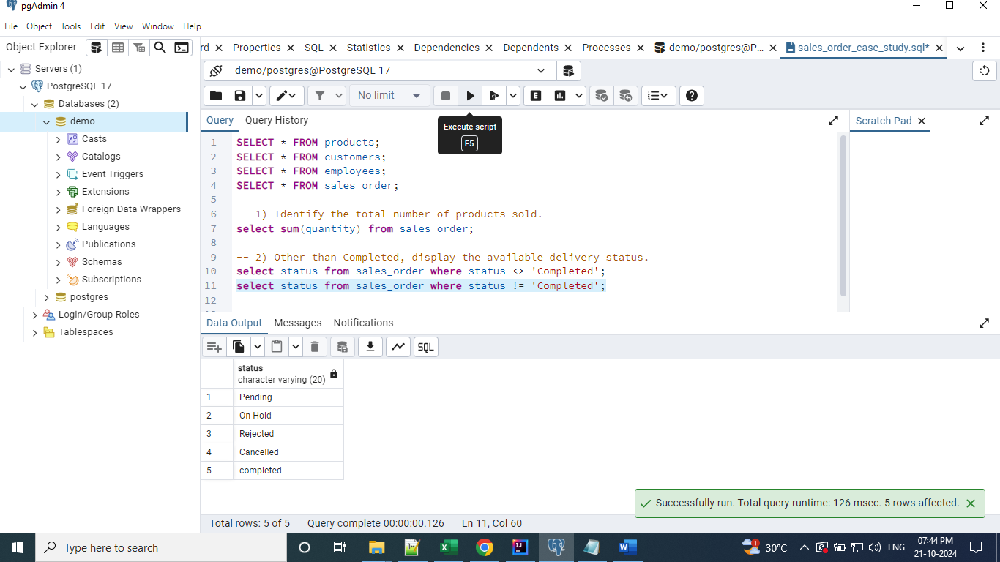 pgAdmin 4
File Object Tools Edit View Window Help
Object Explorer
rd Properties SQL Statistics Dependencies Dependents Processes demo/postgres@P... sales_order_case_study.sql*
Servers (1)
PostgreSQL 17
Databases (2)
demo
Casts
Catalogs
Event Triggers
Extensions
Foreign Data Wrappers
Languages
Publications
Schemas
Subscriptions
postgres
Login/Group Roles
Tablespaces
demo/postgres@PostgreSQL 17
No limit
E
Execute script
F5
Query Query History
Scratch Pad
1 SELECT * FROM products;
2 SELECT * FROM customers;
3 SELECT * FROM employees;
4 SELECT * FROM sales_order;
5
6 -- 1) Identify the total number of products sold.
7 select sum(quantity) from sales_order;
8
9 -- 2) Other than Completed, display the available delivery status.
10 select status from sales_order where status <> 'Completed';
11 select status from sales_order where status != 'Completed';
12
Data Output Messages Notifications
SQL
status
character varying (20)
1 Pending
2 On Hold
3 Rejected
4 Cancelled
5 completed
Successfully run. Total query runtime: 126 msec. 5 rows affected.
Total rows: 5 of 5 Query complete 00:00:00.126 Ln 11, Col 60
Type here to search
1 30°C ENG
07:44 PM
21-10-2024